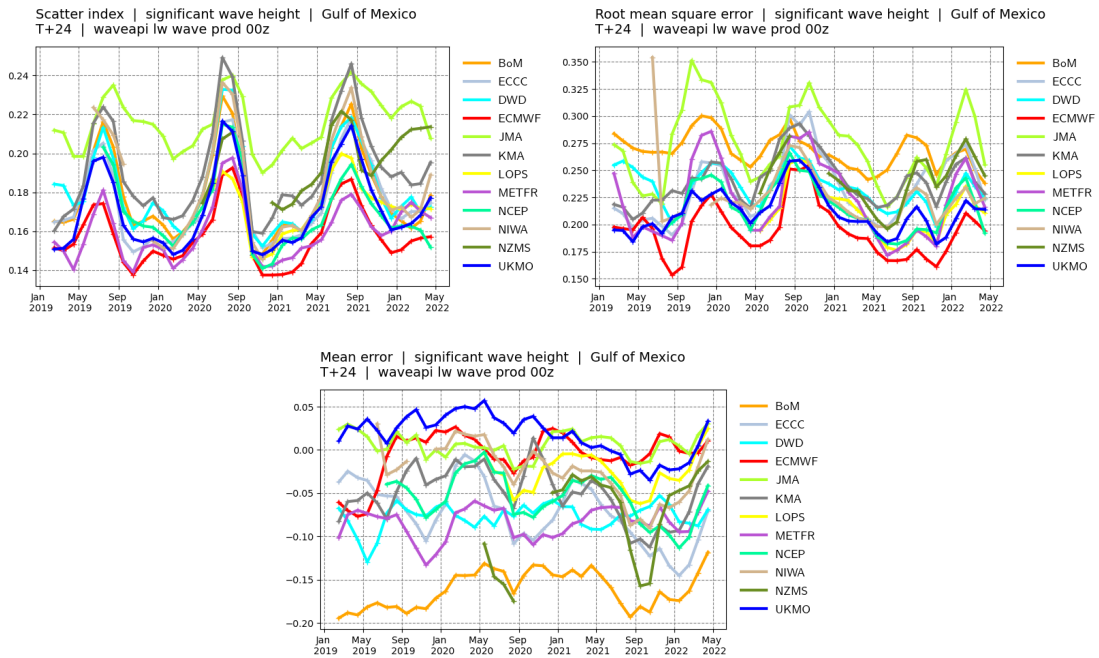 Scatter index | significant wave height | Gulf of Mexico
T+24 | waveapi lw wave prod 00z
0.24
0.22
0.20
0.18
0.16
0.14
Jan 2019
May 2019
Sep 2019
Jan 2020
May 2020
Sep 2020
Jan 2021
May 2021
Sep 2021
Jan 2022
May 2022
BoM
ECCC
DWD
ECMWF
JMA
KMA
LOPS
METFR
NCEP
NIWA
NZMS
UKMO
Root mean square error | significant wave height | Gulf of Mexico
T+24 | waveapi lw wave prod 00z
0.350
0.325
0.300
0.275
0.250
0.225
0.200
0.175
0.150
Jan 2019
May 2019
Sep 2019
Jan 2020
May 2020
Sep 2020
Jan 2021
May 2021
Sep 2021
Jan 2022
May 2022
BoM
ECCC
DWD
ECMWF
JMA
KMA
LOPS
METFR
NCEP
NIWA
NZMS
UKMO
Mean error | significant wave height | Gulf of Mexico
T+24 | waveapi lw wave prod 00z
0.05
0.00
−0.05
−0.10
−0.15
−0.20
Jan 2019
May 2019
Sep 2019
Jan 2020
May 2020
Sep 2020
Jan 2021
May 2021
Sep 2021
Jan 2022
May 2022
BoM
ECCC
DWD
ECMWF
JMA
KMA
LOPS
METFR
NCEP
NIWA
NZMS
UKMO